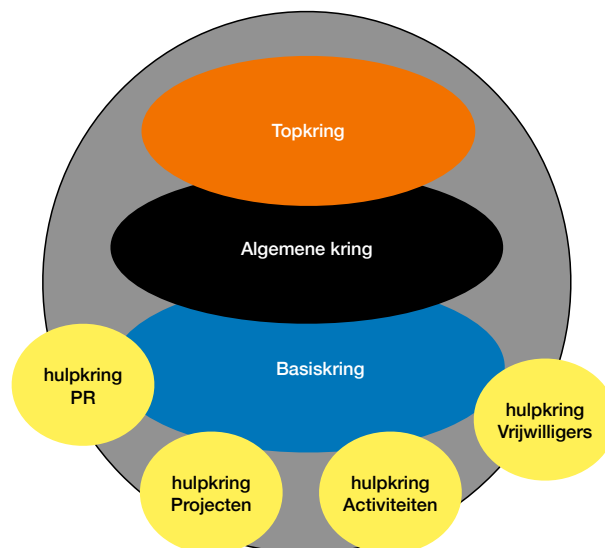 Topkring
Algemene kring
Basiskring
hulpkring
PR
hulpkring
Vrijwilligers
hulpkring
Projecten
hulpkring
Activiteiten